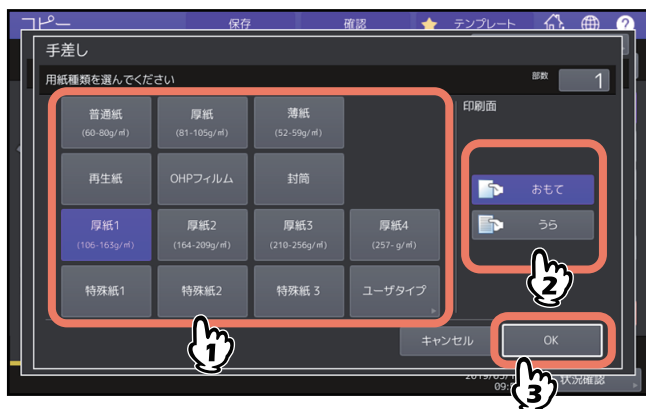 コピー 保存 確認 テンプレート ?
手差し
用紙種類を選んでください 部数 1
印刷面
普通紙 厚紙 薄紙
(60-80g/㎡) (81-105g/㎡) (52-59g/㎡)
再生紙 OHPフィルム 封筒
おもて
厚紙1 厚紙2 厚紙3 厚紙4
(106-163g/㎡) (164-209g/㎡) (210-256g/㎡) (257- g/㎡)
うら
特殊紙1 特殊紙2 特殊紙 3 ユーザタイプ
2
1
キャンセル OK
状況確認
09:
3